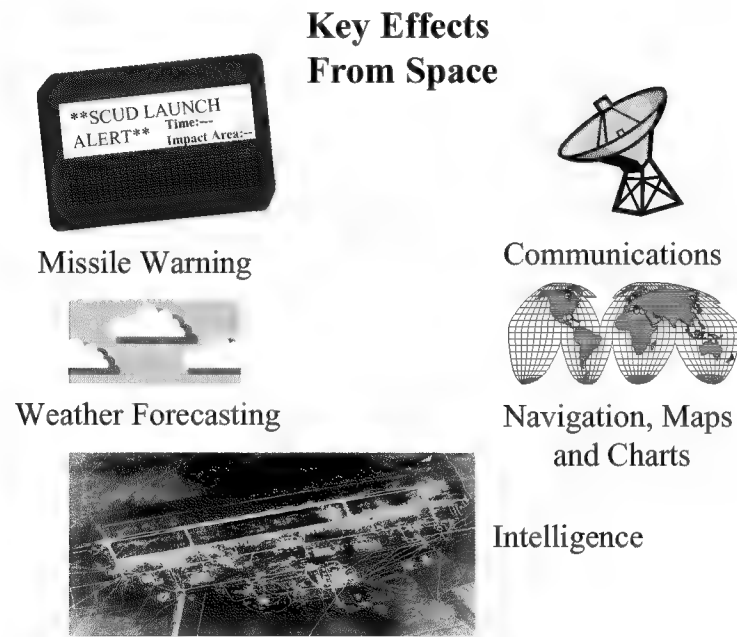 Key Effects
From Space
**SCUD LAUNCH
ALERT** Time:---
Impact Area:--
Missile Warning
Communications
Weather Forecasting
Navigation, Maps
and Charts
Intelligence